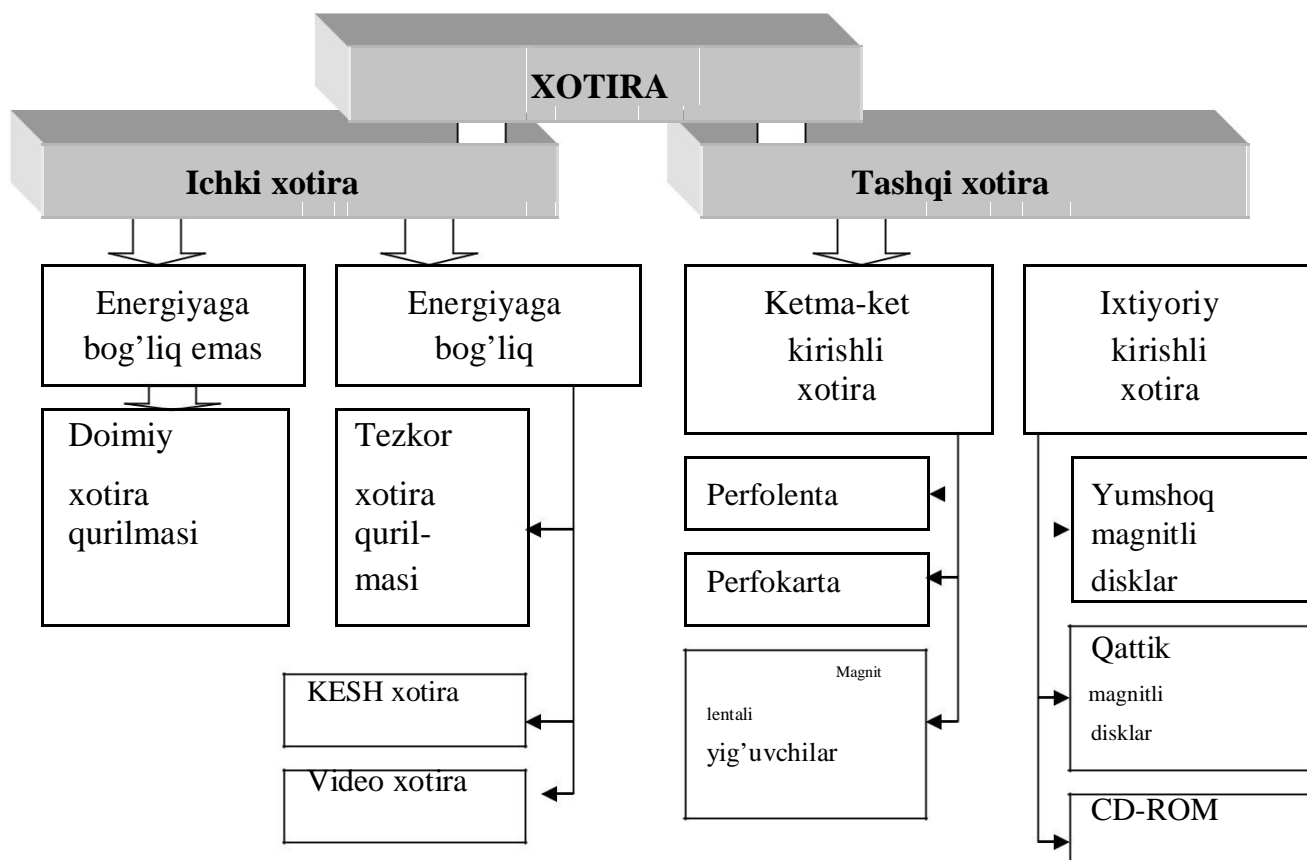 XOTIRA
Ichki xotira
Tashqi xotira
Energiyaga
bog’liq emas
Energiyaga
bog’liq
Ketma-ket
kirishli
xotira
Ixtiyoriy
kirishli
xotira
Doimiy
xotira
qurilmasi
Tezkor
xotira
quril-
masi
KESH xotira
Video xotira
Perfolenta
Perfokarta
Magnit
lentali
yig’uvchilar
Yumshoq
magnitli
disklar
Qattik
magnitli
disklar
CD-ROM